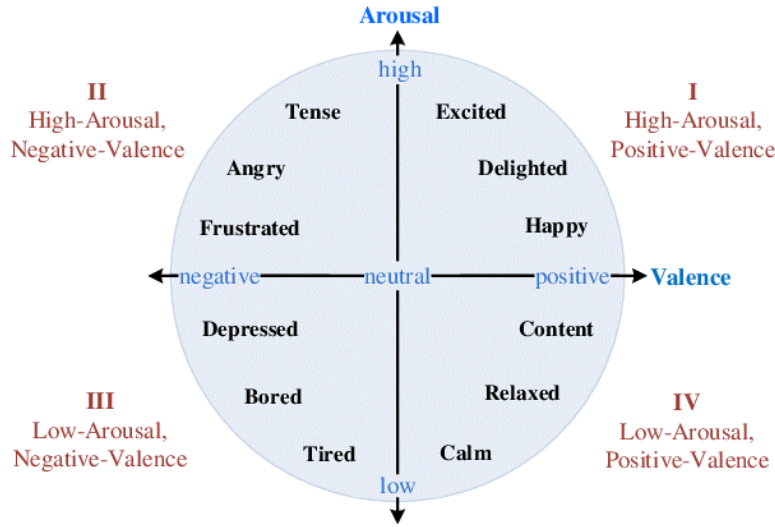 Arousal
high
II
High-Arousal,
Negative-Valence
I
High-Arousal,
Positive-Valence
Tense
Excited
Angry
Delighted
Frustrated
Happy
negative
neutral
positive
Valence
Depressed
Content
Bored
Relaxed
III
Low-Arousal,
Negative-Valence
IV
Low-Arousal,
Positive-Valence
Tired
Calm
low